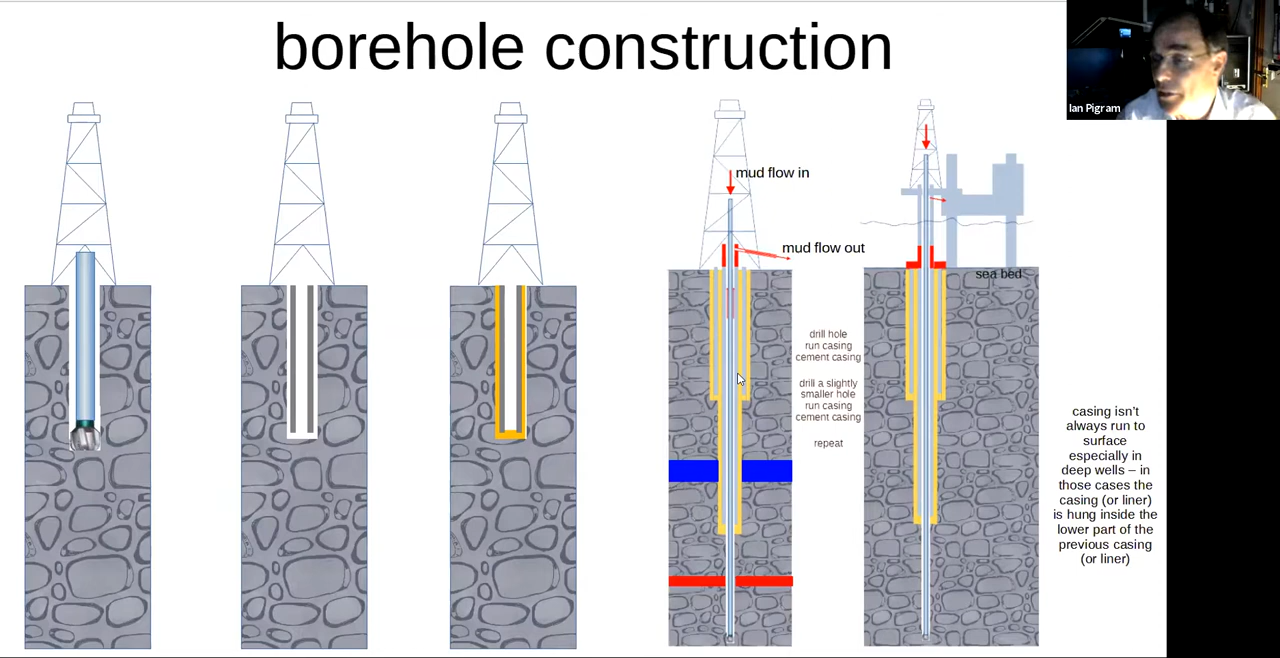 borehole construction
Ian Pigram
mud flow in
mud flow out
sea bed
drill hole
run casing
cement casing
drill a slightly
smaller hole
run casing
cement casing
repeat
casing isn't
always run to
surface
especially in
deep wells – in
those cases the
casing (or liner)
is hung inside the
lower part of the
previous casing
(or liner)